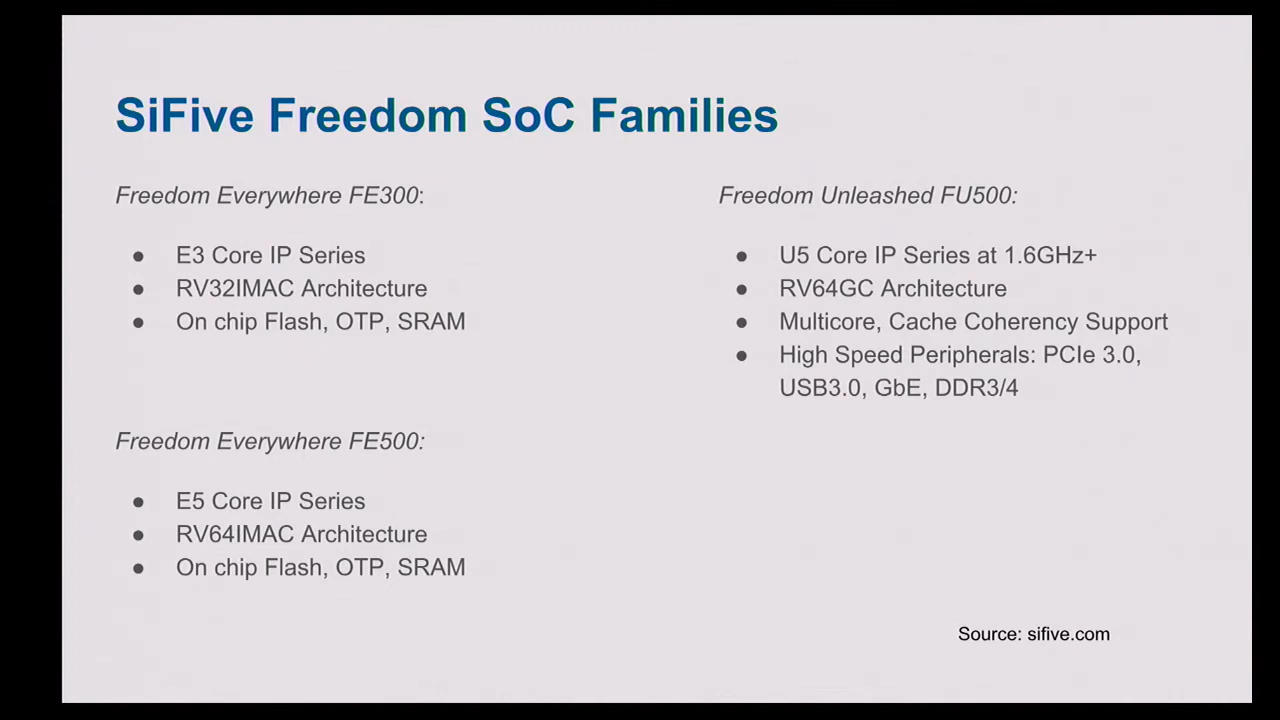 SiFive Freedom SoC Families
Freedom Everywhere FE300:
● E3 Core IP Series
● RV32IMAC Architecture
● On chip Flash, OTP, SRAM
Freedom Everywhere FE500:
● E5 Core IP Series
● RV64IMAC Architecture
● On chip Flash, OTP, SRAM
Freedom Unleashed FU500:
● U5 Core IP Series at 1.6GHz+
● RV64GC Architecture
● Multicore, Cache Coherency Support
● High Speed Peripherals: PCIe 3.0,
USB3.0, GbE, DDR3/4
Source: sifive.com